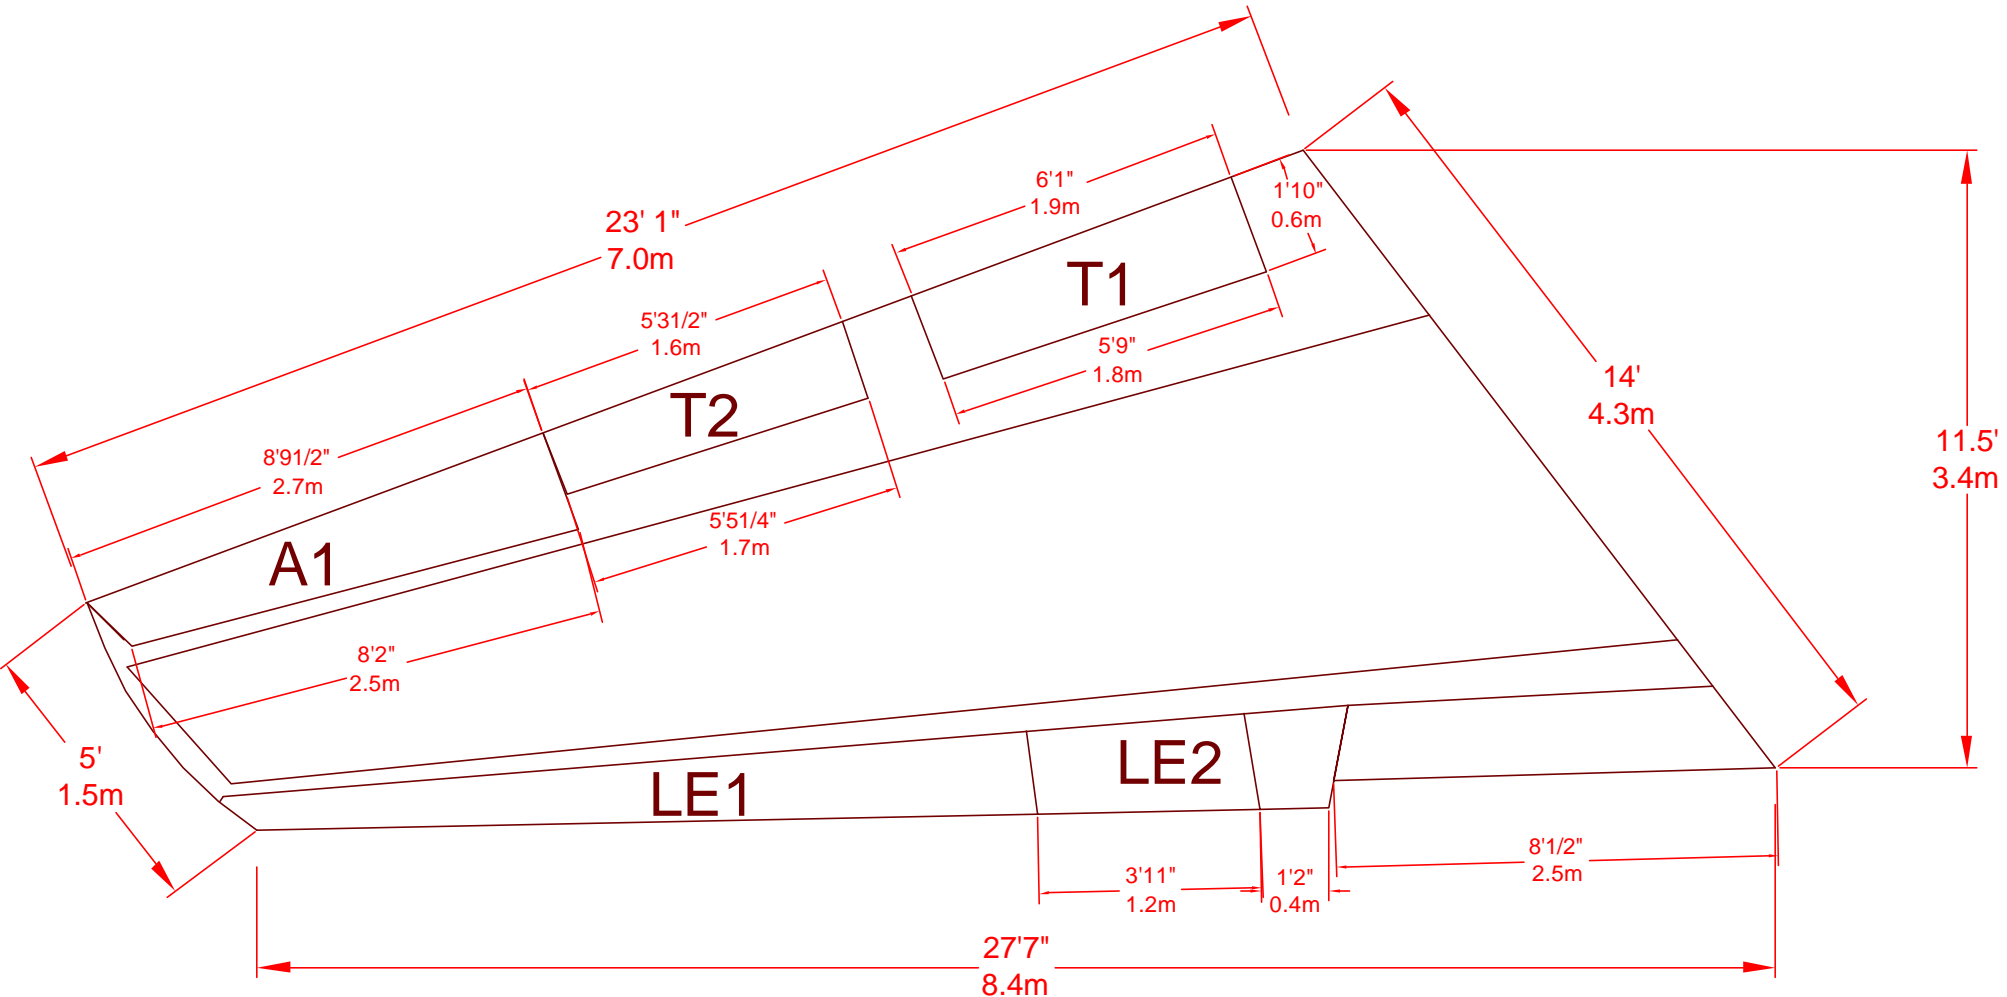 23' 1"
7.0m
6'1"
1.9m
1'10"
0.6m
T1
5'31/2"
1.6m
5'9"
1.8m
14'
4.3m
T2
11.5'
3.4m
8'91/2"
2.7m
5'51/4"
1.7m
A1
8'2"
2.5m
5'
1.5m
LE1
LE2
3'11"
1.2m
1'2"
0.4m
8'1/2"
2.5m
27'7"
8.4m